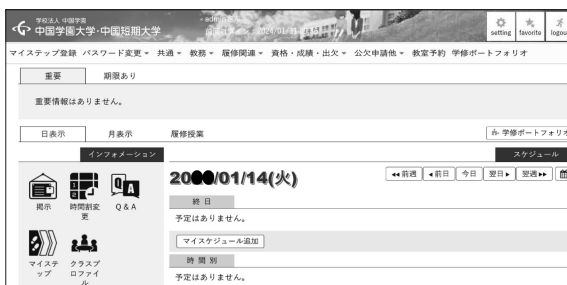 学校法人 中国学園
中国学園大学・中国短期大学
setting favorite logou
マイステップ登録 パスワード変更 共通 教務 履修関連 資格・成績・出欠 公欠申請他 教室予約 学修ポートフォリオ
重要 期限あり
重要情報はありません。
日表示 月表示 履修授業 学修ポートフォリオ
インフォメーション スケジュール
20 /01/14(火) 前週 前日 今日 翌日 翌週
掲示 時間割変更 Q & A
終日
予定はありません。
マイスケジュール追加
マイステップ クラスプロファイル
時間別
予定はありません。